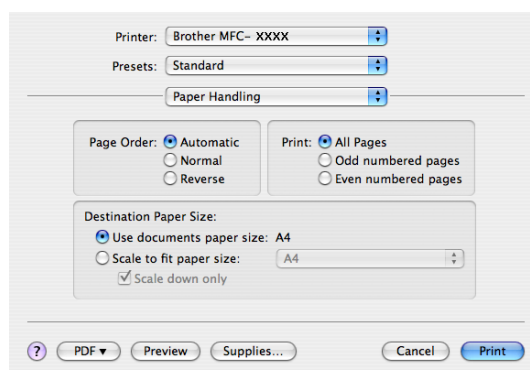 Printer: Brother MFC- XXXX
Presets: Standard
Paper Handling
Page Order: Automatic
Normal
Reverse
Print: All Pages
Odd numbered pages
Even numbered pages
Destination Paper Size:
Use documents paper size: A4
Scale to fit paper size: A4
Scale down only
? PDF▼ Preview Supplies... Cancel Print